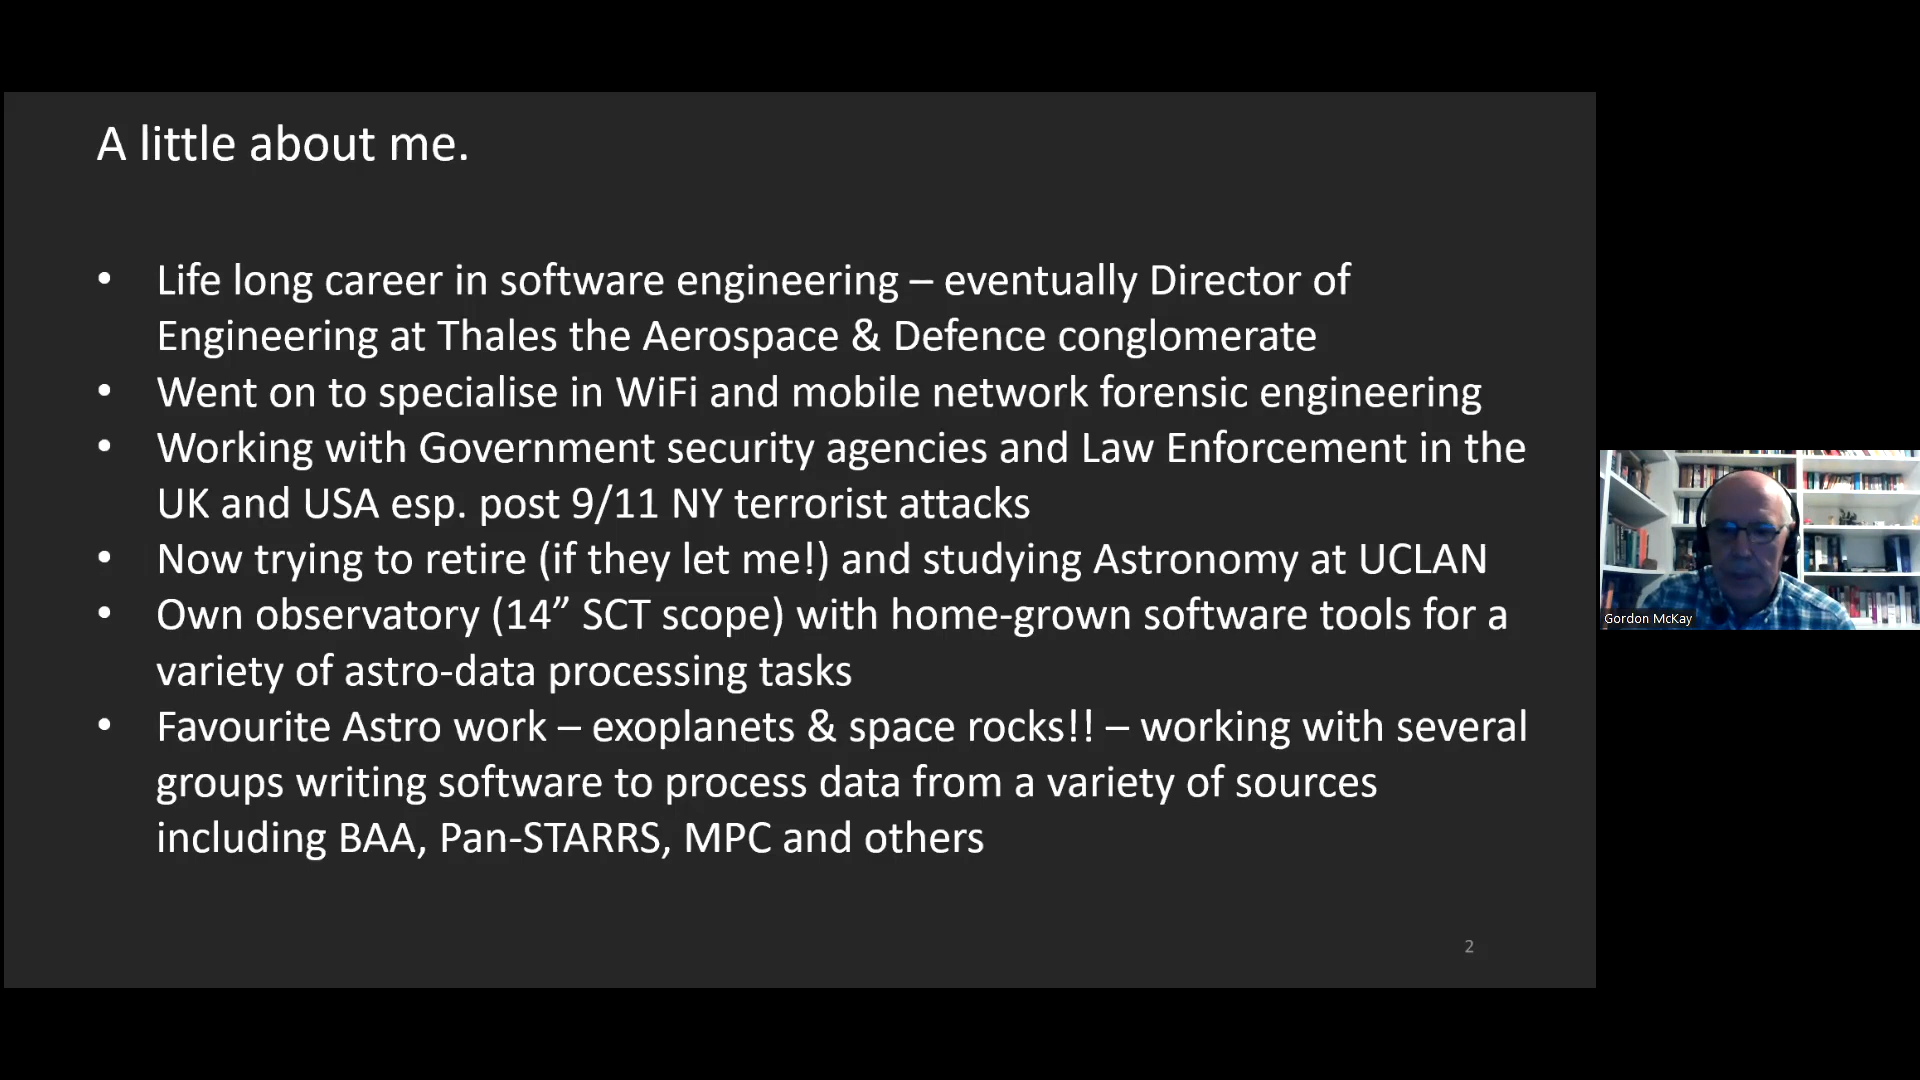 A little about me.
• Life long career in software engineering – eventually Director of
Engineering at Thales the Aerospace & Defence conglomerate
• Went on to specialise in WiFi and mobile network forensic engineering
• Working with Government security agencies and Law Enforcement in the
UK and USA esp. post 9/11 NY terrorist attacks
• Now trying to retire (if they let me!) and studying Astronomy at UCLAN
• Own observatory (14” SCT scope) with home-grown software tools for a
variety of astro-data processing tasks
• Favourite Astro work – exoplanets & space rocks!! – working with several
groups writing software to process data from a variety of sources
including BAA, Pan-STARRS, MPC and others
2
Gordon McKay